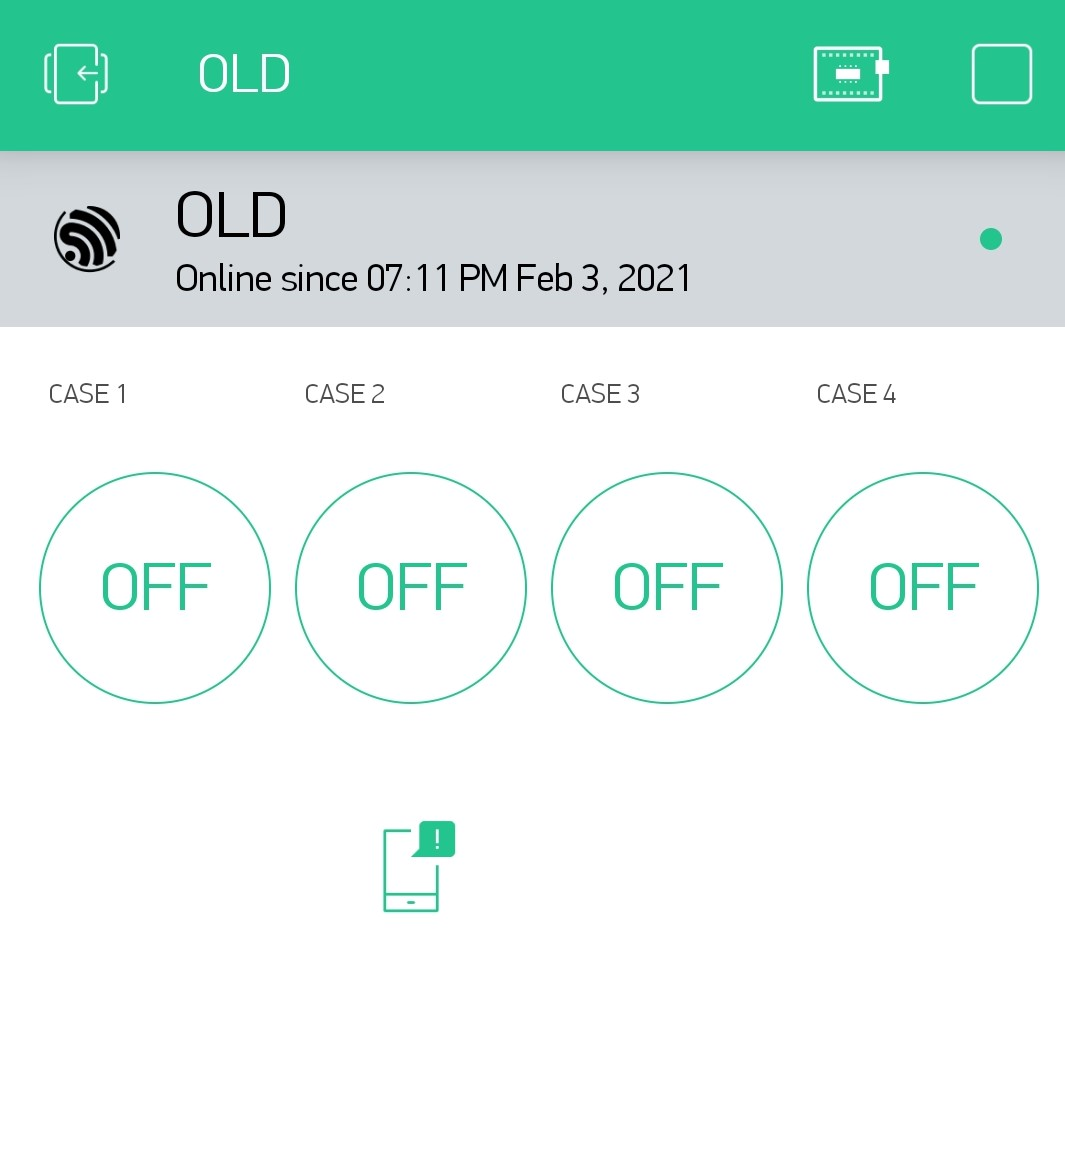 OLD
OLD
Online since 07:11 PM Feb 3, 2021
CASE 1 CASE 2 CASE 3 CASE 4
OFF OFF OFF OFF
!